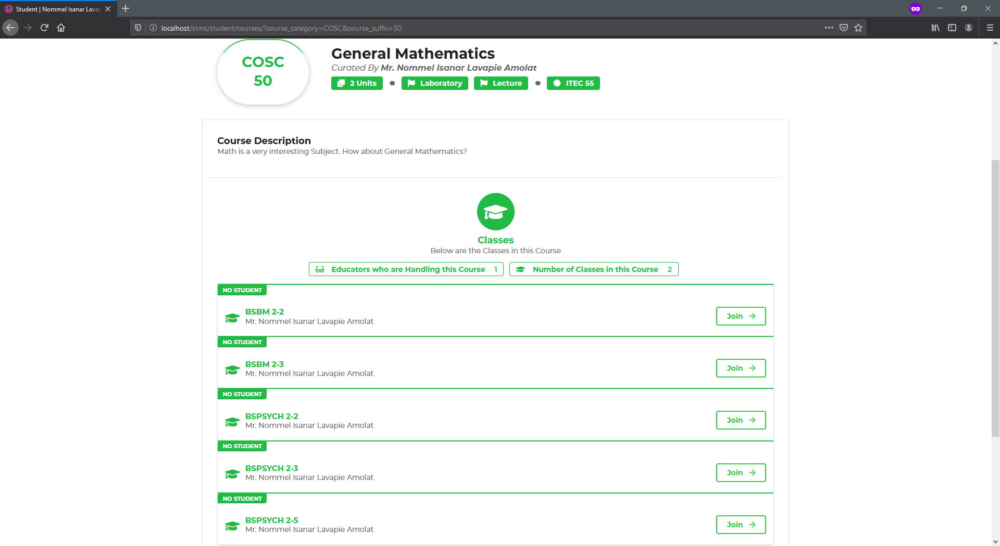 Student | Nommel Isanar Lavap
localhost/stms/student/courses/?course_category=COSC&course_suffix=50
COSC
50
General Mathematics
Curated By Mr. Nommel Isanar Lavapie Amolat
2 Units
Laboratory
Lecture
ITEC 55
Course Description
Math is a very interesting Subject. How about General Mathematics?
Classes
Below are the Classes in this Course
Educators who are Handling this Course 1
Number of Classes in this Course 2
NO STUDENT
BSBM 2-2
Mr. Nommel Isanar Lavapie Amolat
Join
NO STUDENT
BSBM 2-3
Mr. Nommel Isanar Lavapie Amolat
Join
NO STUDENT
BSPSYCH 2-2
Mr. Nommel Isanar Lavapie Amolat
Join
NO STUDENT
BSPSYCH 2-3
Mr. Nommel Isanar Lavapie Amolat
Join
NO STUDENT
BSPSYCH 2-5
Mr. Nommel Isanar Lavapie Amolat
Join